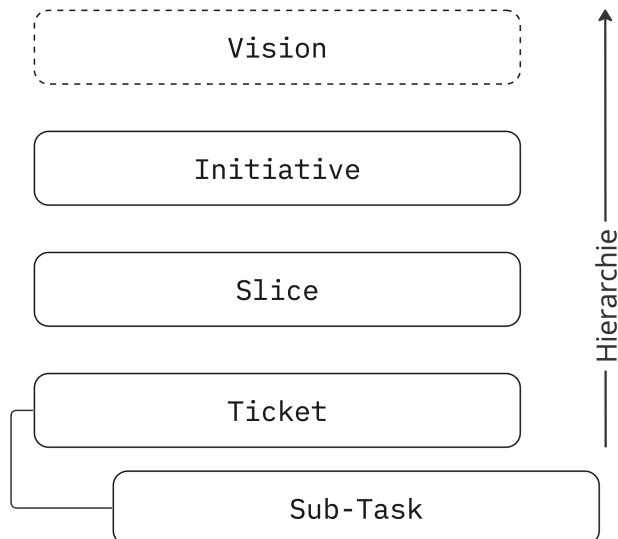 Vision
Initiative
Slice
Ticket
Sub-Task
Hierarchie